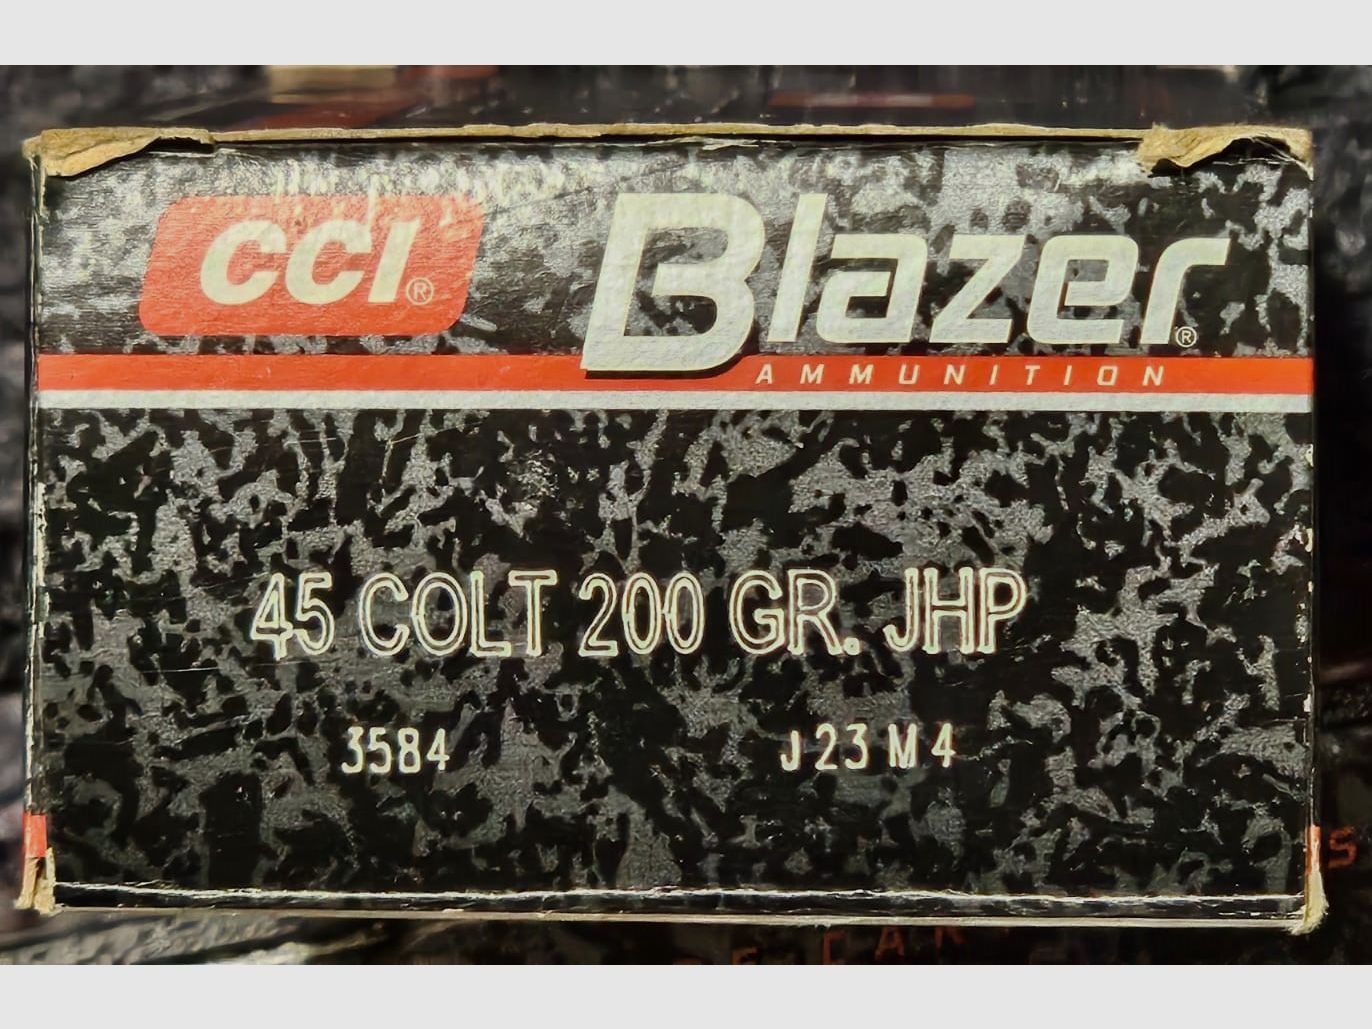 CCI®
Blazer®
AMMUNITION
45 COLT 200 GR. JHP
3584
J23M4